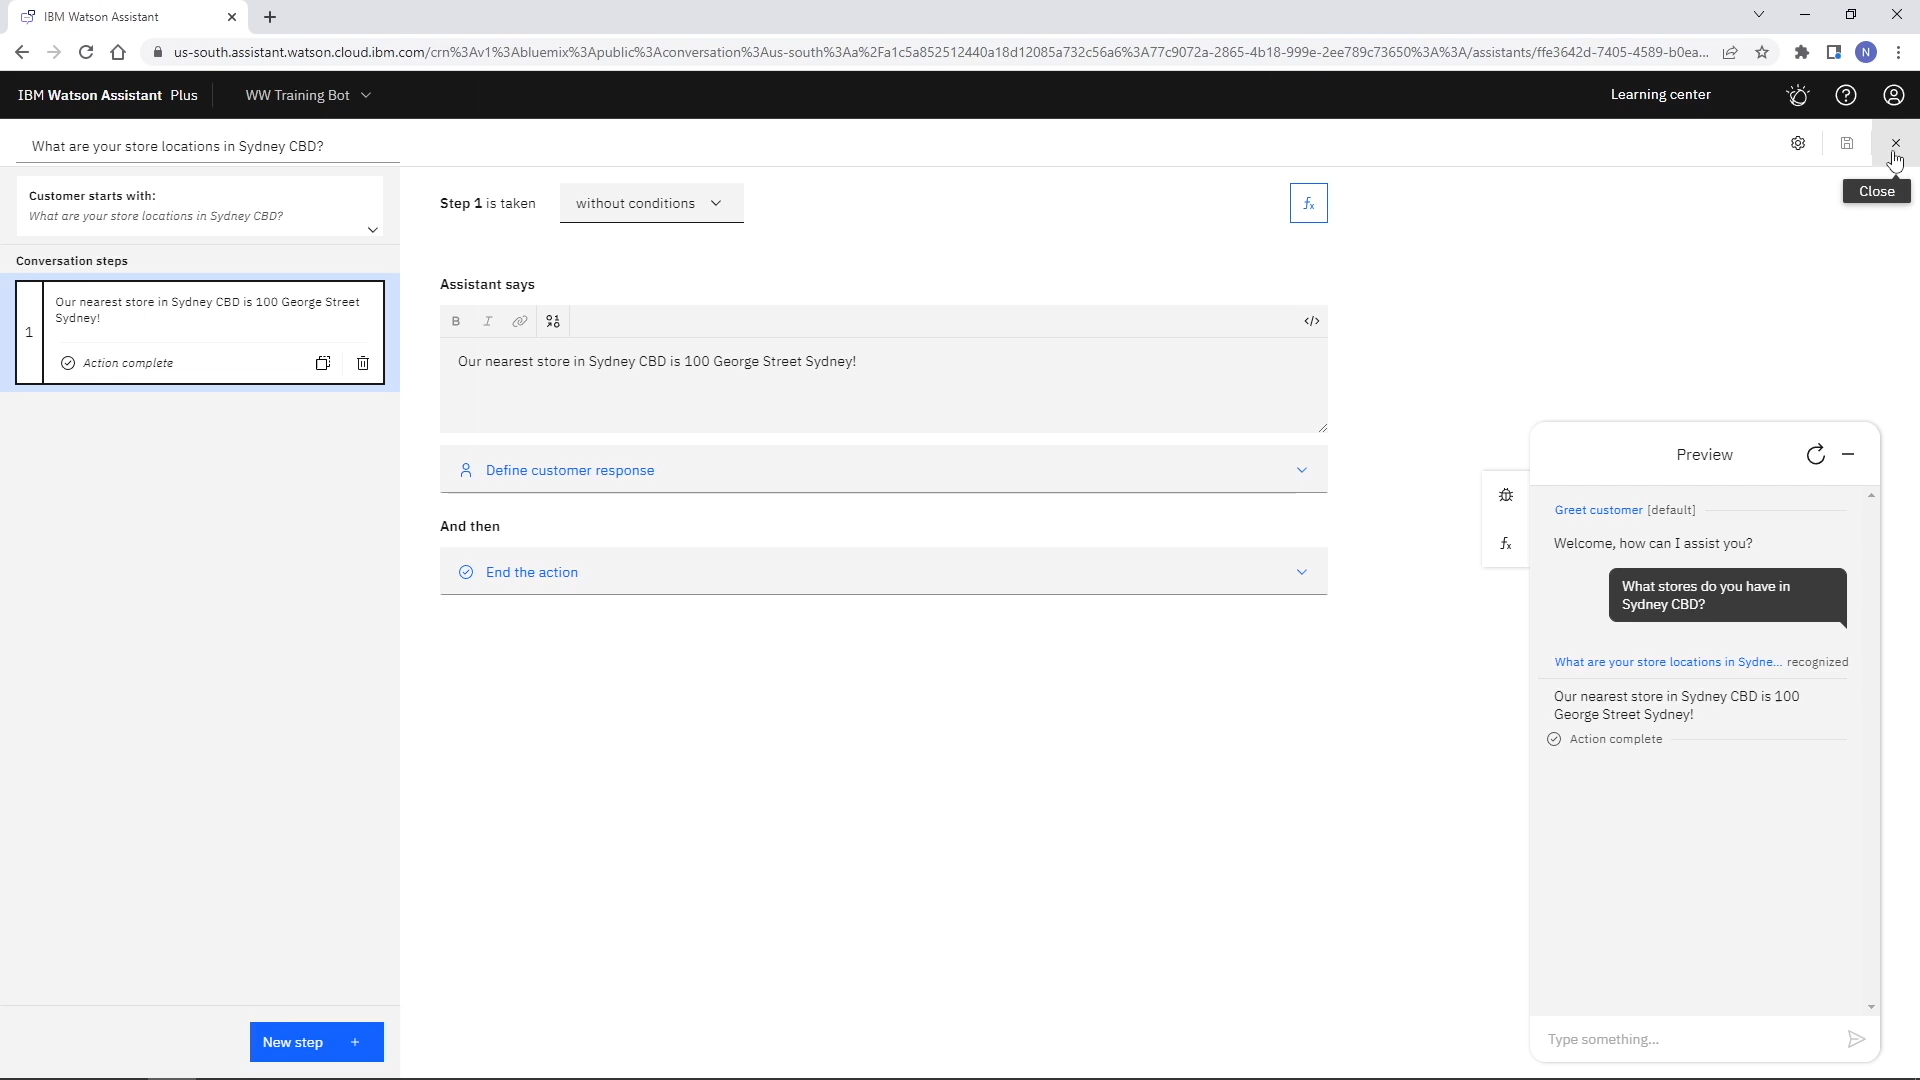 IBM Watson Assistant
us-south.assistant.watson.cloud.ibm.com/crn%3Av1%3Abluemix%3Apublic%3Aconversation%3Aus-south%3Aa%2Fa1c5a852512440a18d12085a732c56a6%3A77c9072a-2865-4b18-999e-2ee789c73650%3A%3A/assistants/ffe3642d-7405-4589-b0ea...
N
IBM Watson Assistant Plus
WW Training Bot
Learning center
What are your store locations in Sydney CBD?
Close
Customer starts with:
What are your store locations in Sydney CBD?
Conversation steps
1
Our nearest store in Sydney CBD is 100 George Street
Sydney!
Action complete
New step +
Step 1 is taken
without conditions
fx
Assistant says
B I </>
Our nearest store in Sydney CBD is 100 George Street Sydney!
Define customer response
And then
End the action
fx
Preview
Greet customer [default]
Welcome, how can I assist you?
What stores do you have in
Sydney CBD?
What are your store locations in Sydne... recognized
Our nearest store in Sydney CBD is 100
George Street Sydney!
Action complete
Type something...